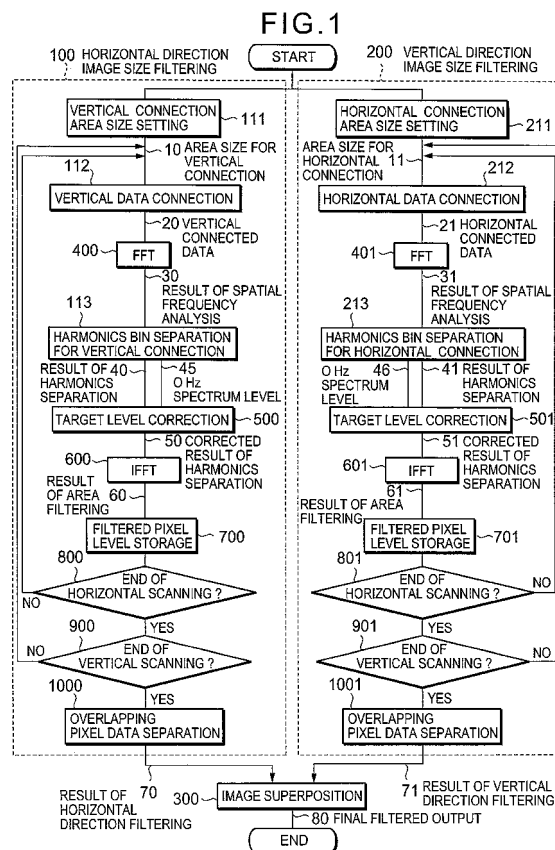 FIG.1
START
100 HORIZONTAL DIRECTION
IMAGE SIZE FILTERING
200 VERTICAL DIRECTION
IMAGE SIZE FILTERING
VERTICAL CONNECTION
AREA SIZE SETTING
111
10 AREA SIZE FOR
VERTICAL
CONNECTION
112
VERTICAL DATA CONNECTION
20 VERTICAL
CONNECTED
DATA
400
FFT
30
RESULT OF SPATIAL
FREQUENCY
ANALYSIS
113
HARMONICS BIN SEPARATION
FOR VERTICAL CONNECTION
RESULT OF 40
HARMONICS
SEPARATION
45
0 Hz
SPECTRUM LEVEL
TARGET LEVEL CORRECTION
500
50 CORRECTED
RESULT OF
HARMONICS
SEPARATION
600
IFFT
RESULT
OF AREA 60
FILTERING
FILTERED PIXEL
LEVEL STORAGE
700
800
END OF
HORIZONTAL SCANNING ?
NO
YES
900
END OF
VERTICAL SCANNING ?
NO
YES
1000
OVERLAPPING
PIXEL DATA SEPARATION
70
RESULT OF
HORIZONTAL
DIRECTION FILTERING
HORIZONTAL CONNECTION
AREA SIZE SETTING
211
AREA SIZE FOR
HORIZONTAL
CONNECTION 11
212
HORIZONTAL DATA CONNECTION
21 HORIZONTAL
CONNECTED
DATA
401
FFT
31
RESULT OF SPATIAL
FREQUENCY
ANALYSIS
213
HARMONICS BIN SEPARATION
FOR HORIZONTAL CONNECTION
46
0 Hz
SPECTRUM
LEVEL
41 RESULT OF
HARMONICS
SEPARATION
TARGET LEVEL CORRECTION
501
51 CORRECTED
RESULT OF
HARMONICS
SEPARATION
601
IFFT
61
RESULT OF AREA
FILTERING
FILTERED PIXEL
LEVEL STORAGE
701
801
END OF
HORIZONTAL SCANNING ?
NO
YES
901
END OF
VERTICAL SCANNING ?
NO
YES
1001
OVERLAPPING
PIXEL DATA SEPARATION
71 RESULT OF VERTICAL
DIRECTION FILTERING
300
IMAGE SUPERPOSITION
80 FINAL FILTERED OUTPUT
END